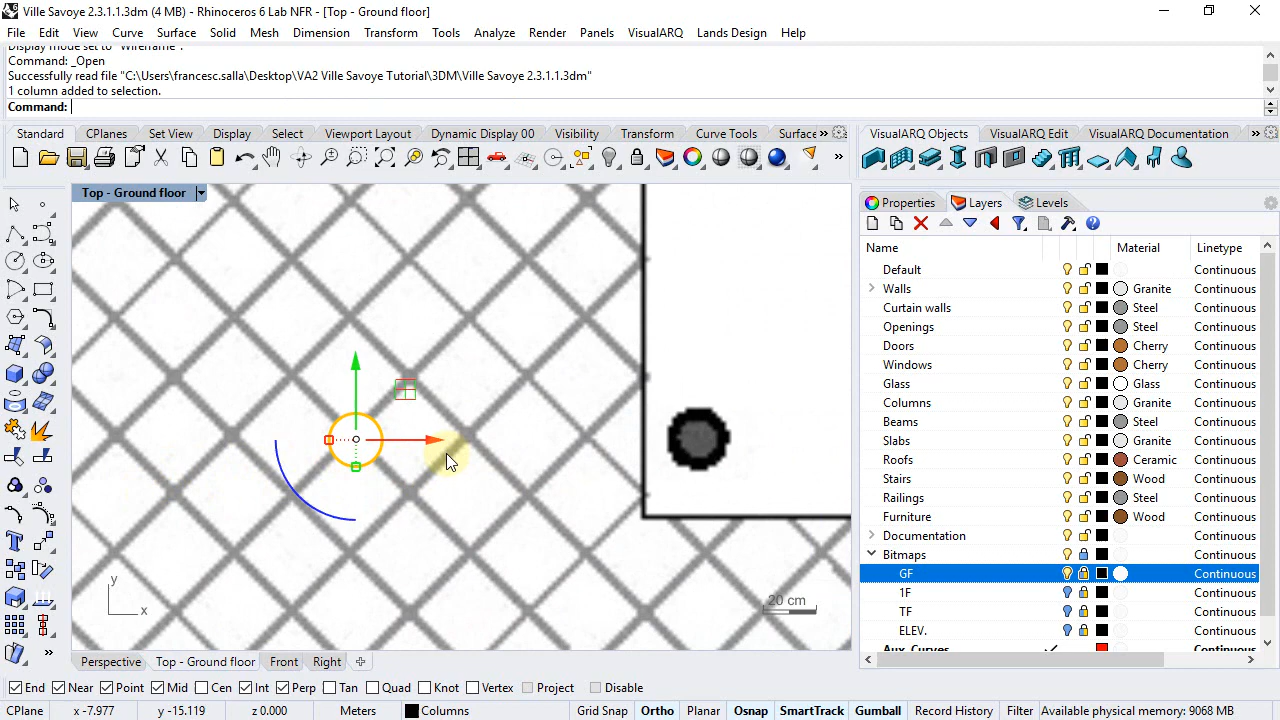 Ville Savoye 2.3.1.1.3dm (4 MB) - Rhinoceros 6 Lab NFR - [Top - Ground floor]
File Edit View Curve Surface Solid Mesh Dimension Transform Tools Analyze Render Panels VisualARQ Lands Design Help
Display mode set to "Wireframe".
Command: _Open
Successfully read file "C:\Users\francesc.salla\Desktop\VA2 Ville Savoye Tutorial\3DM\Ville Savoye 2.3.1.1.3dm"
1 column added to selection.
Command:
Standard CPlanes Set View Display Select Viewport Layout Dynamic Display 00 Visibility Transform Curve Tools Surface »
VisualARQ Objects VisualARQ Edit VisualARQ Documentation »
Top - Ground floor
Properties Layers Levels
Name Material Linetype
Default Continuous
Walls Granite Continuous
Curtain walls Steel Continuous
Openings Steel Continuous
Doors Cherry Continuous
Windows Cherry Continuous
Glass Glass Continuous
Columns Granite Continuous
Beams Steel Continuous
Slabs Granite Continuous
Roofs Ceramic Continuous
Stairs Wood Continuous
Railings Steel Continuous
Furniture Wood Continuous
Documentation Continuous
Bitmaps Continuous
GF Continuous
1F Continuous
TF Continuous
ELEV. Continuous
Aux. Curves Continuous
y
x
20 cm
Perspective Top - Ground floor Front Right
End Near Point Mid Cen Int Perp Tan Quad Knot Vertex Project Disable
CPlane x -7.977 y -15.119 z 0.000 Meters Columns Grid Snap Ortho Planar Osnap SmartTrack Gumball Record History Filter Available physical memory: 9068 MB